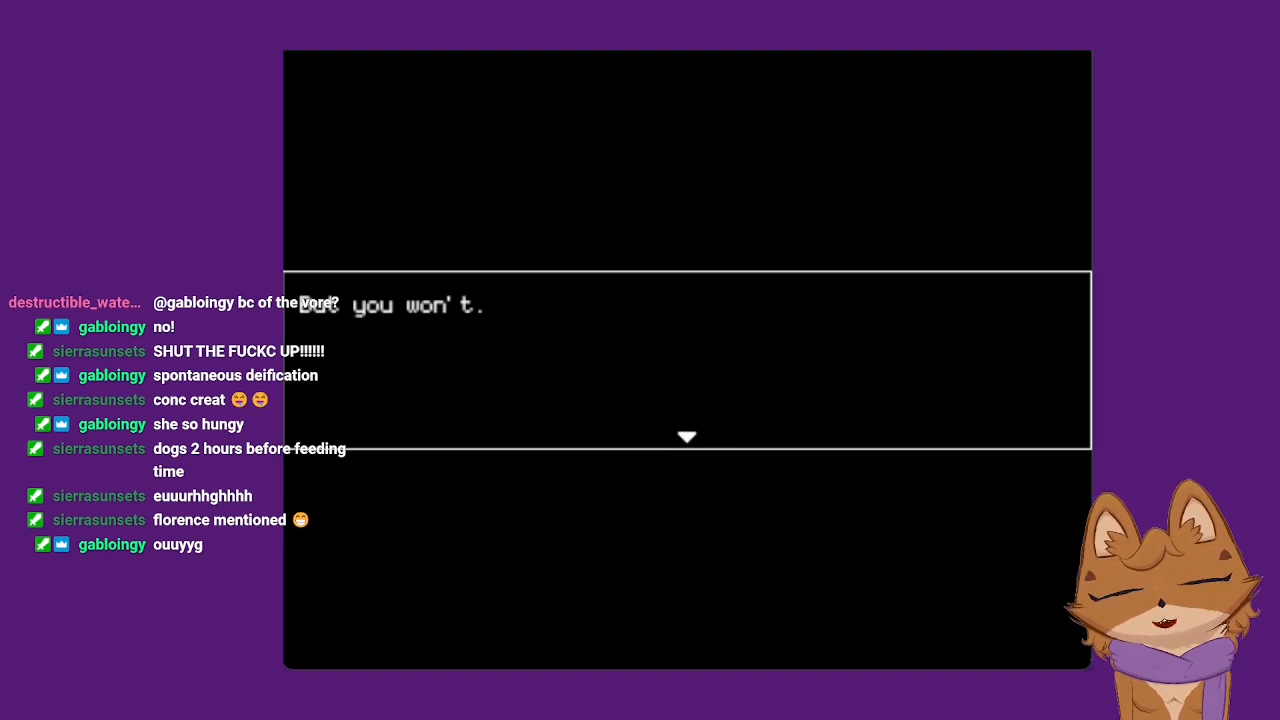 destructible_wate... @gabloingy bc of the vore?
But you won't.
gabloingy no!
sierrasunsets SHUT THE FUCKC UP!!!!!!
gabloingy spontaneous deification
sierrasunsets conc creat 😄 😄
gabloingy she so hungy
sierrasunsets dogs 2 hours before feeding
time
sierrasunsets euuurhhghhhh
sierrasunsets florence mentioned 😁
gabloingy ouuyyg